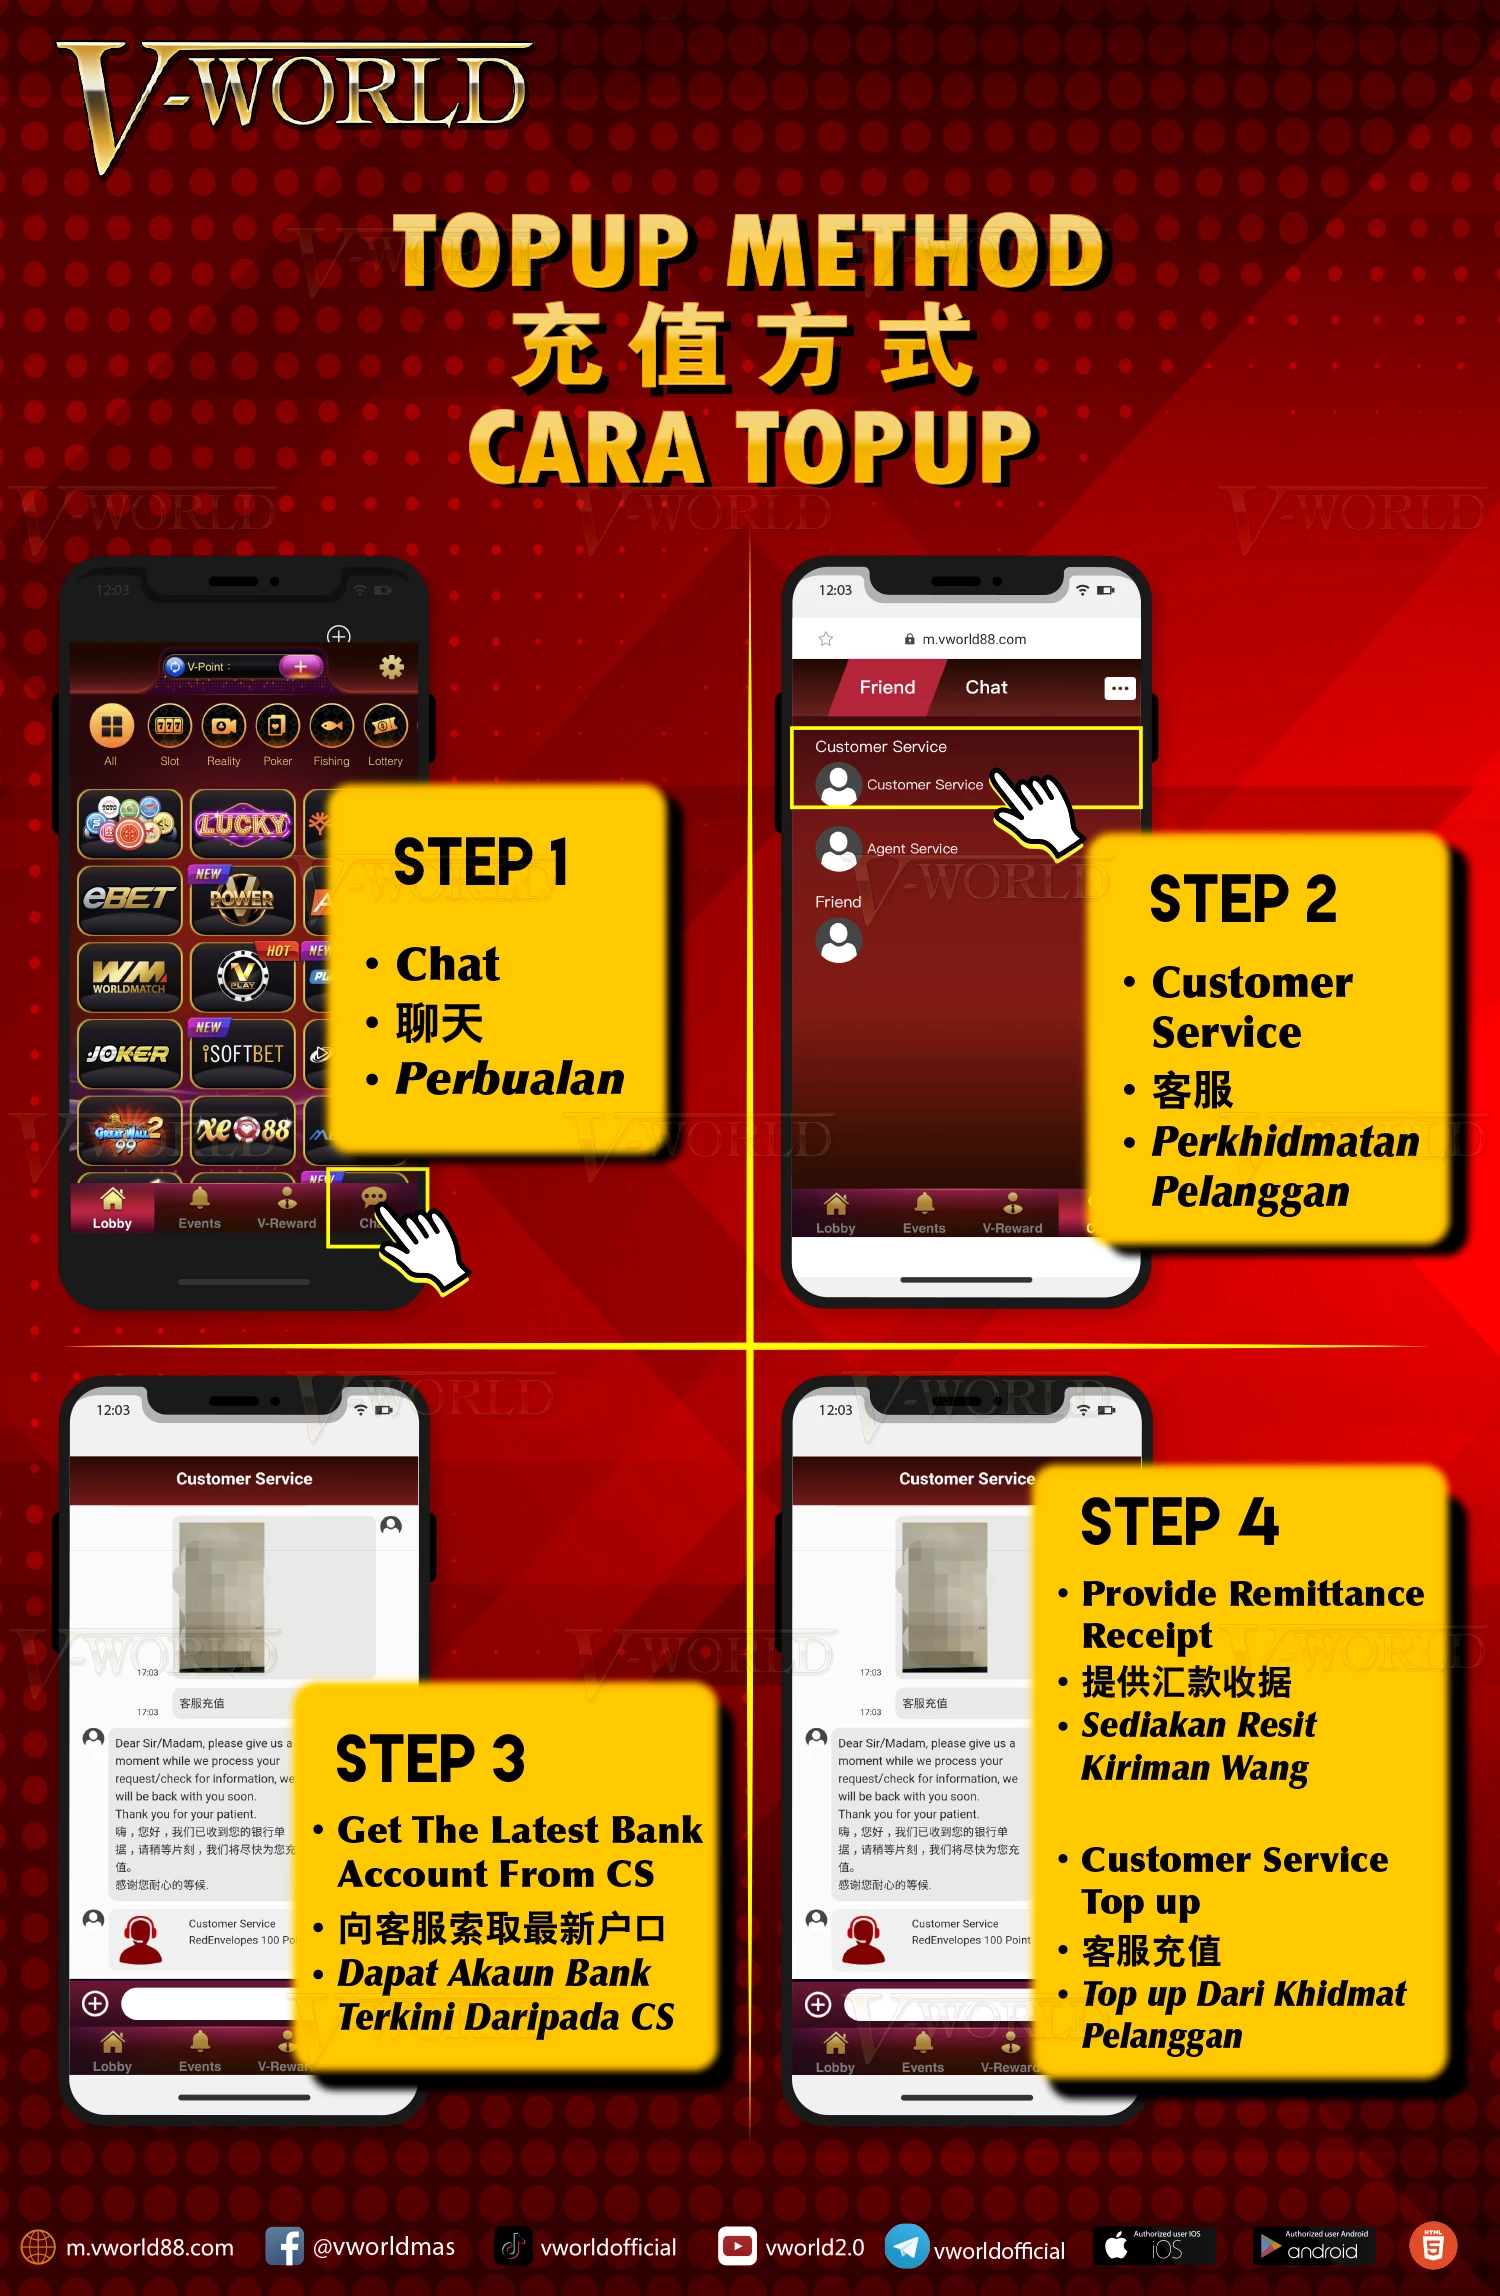 V-WORLD
TOPUP METHOD
充值方式
CARA TOPUP
12:03
V-Point :
All
Slot
Reality
Poker
Fishing
Lottery
TOTO
LUCKY
eBET
NEW
POWER
WM
WORLDMATCH
HOT
V
PLAY
NEW
JOKER
NEW
iSOFTBET
GREAT WALL 2
99
XE88
NEW
Lobby
Events
V-Reward
STEP 1
• Chat
• 聊天
• Perbualan
12:03
m.vworld88.com
Friend
Chat
Customer Service
Customer Service
Agent Service
Friend
Lobby
Events
V-Reward
STEP 2
• Customer
Service
• 客服
• Perkhidmatan
Pelanggan
12:03
Customer Service
17:03
客服充值
17:03
Dear Sir/Madam, please give us a
moment while we process your
request/check for information, we
will be back with you soon.
Thank you for your patient.
嗨，您好，我们已收到您的银行单
据，请稍等片刻，我们将尽快为您充
值。
感谢您耐心的等候.
Customer Service
RedEnvelopes 100
Lobby
Events
STEP 3
• Get The Latest Bank
Account From CS
• 向客服索取最新户口
• Dapat Akaun Bank
Terkini Daripada CS
12:03
Customer Service
17:03
客服充值
17:03
Dear Sir/Madam, please give us a
moment while we process your
request/check for information, we
will be back with you soon.
Thank you for your patient.
嗨，您好，我们已收到您的银行单
据，请稍等片刻，我们将尽快为您充
值。
感谢您耐心的等候.
Customer Service
RedEnvelopes 100 Point
Lobby
Events
V-Reward
STEP 4
• Provide Remittance
Receipt
• 提供汇款收据
• Sediakan Resit
Kiriman Wang
• Customer Service
Top up
• 客服充值
• Top up Dari Khidmat
Pelanggan
m.vworld88.com
@vworldmas
vworldofficial
vworld2.0
vworldofficial
Authorized user IOS
iOS
Authorized user Android
android
HTML
5